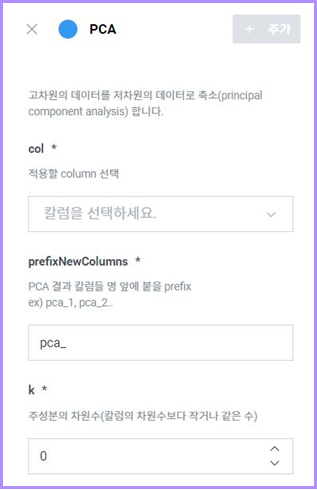 PCA
+ 추가
고차원의 데이터를 저차원의 데이터로 축소(principal
component analysis) 합니다.
col *
적용할 column 선택
칼럼을 선택하세요.
prefixNewColumns *
PCA 결과 칼럼들 명 앞에 붙을 prefix
ex) pca_1, pca_2..
pca_
k *
주성분의 차원수(칼럼의 차원수보다 작거나 같은 수)
0